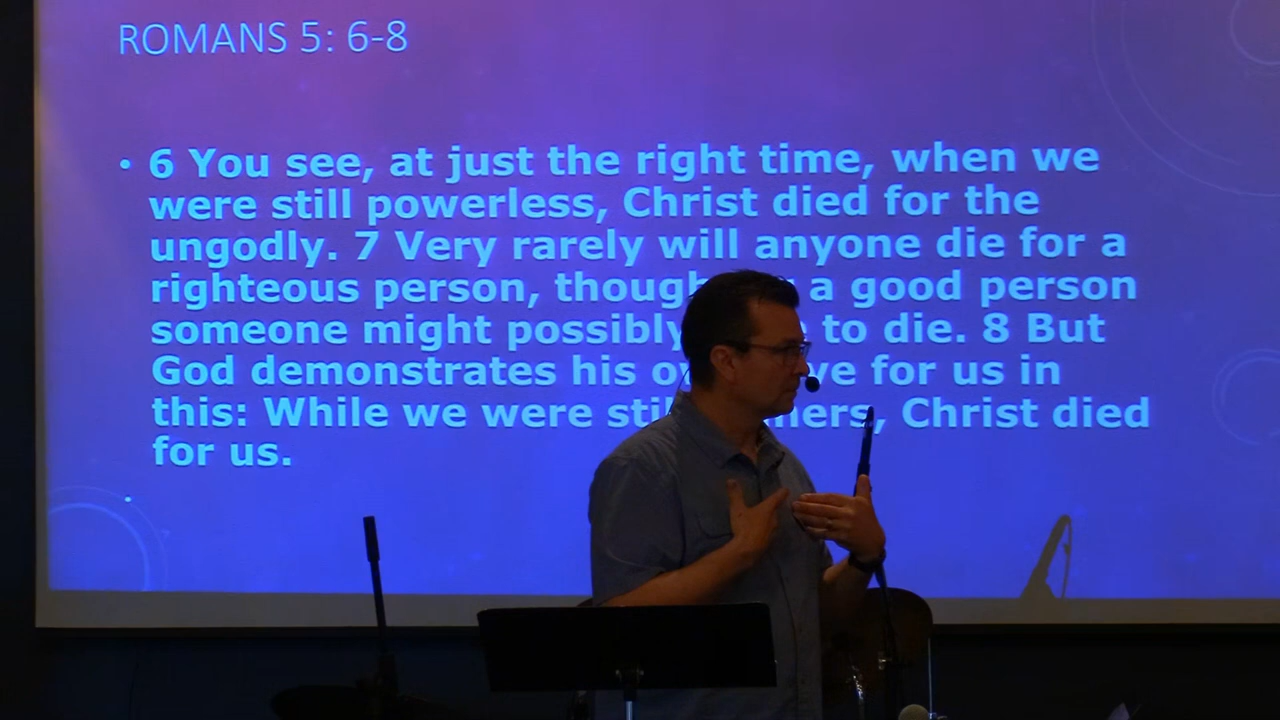 ROMANS 5: 6-8
• 6 You see, at just the right time, when we
were still powerless, Christ died for the
ungodly. 7 Very rarely will anyone die for a
righteous person, a good person
someone might possibly to die. 8 But
God demonstrates his for us in
this: While we were Christ died
for us.